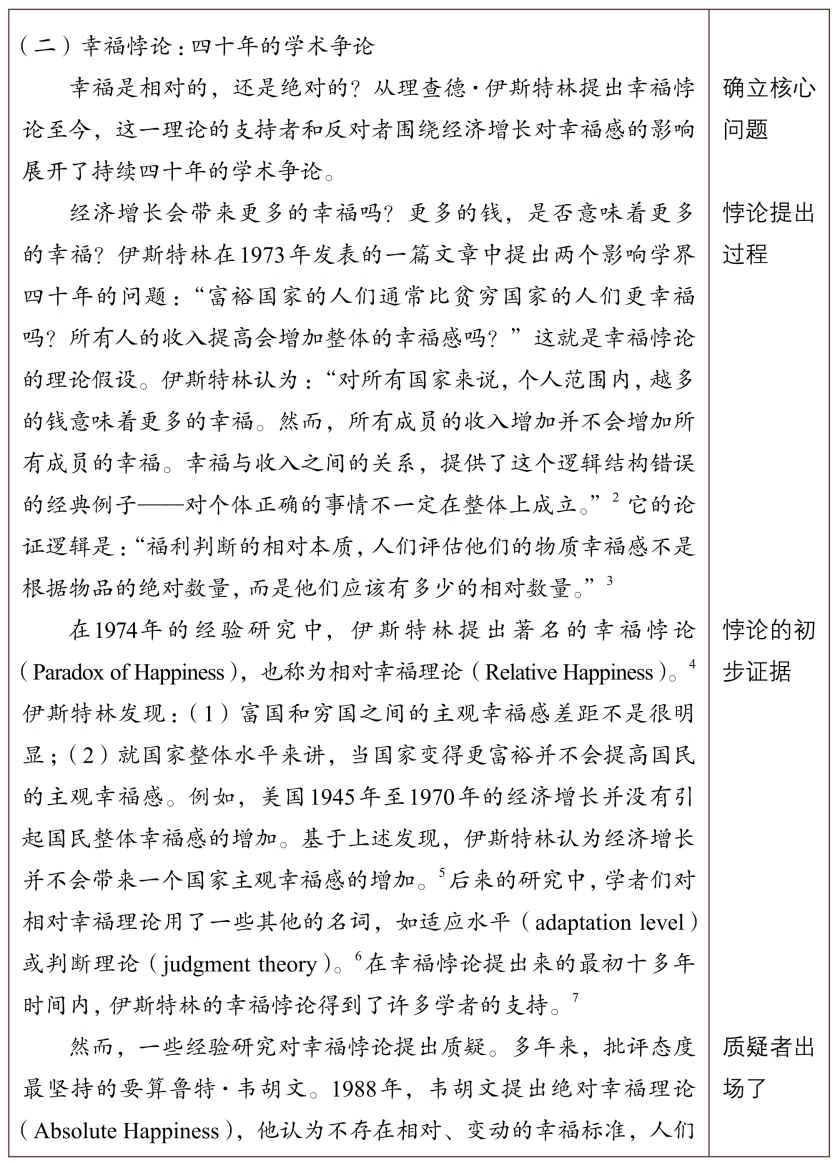 （二）幸福悖论：四十年的学术争论
幸福是相对的，还是绝对的？从理查德·伊斯特林提出幸福悖
论至今，这一理论的支持者和反对者围绕经济增长对幸福感的影响
展开了持续四十年的学术争论。
确立核心
问题
经济增长会带来更多的幸福吗？更多的钱，是否意味着更多
的幸福？伊斯特林在1973年发表的一篇文章中提出两个影响学界
四十年的问题：“富裕国家的人们通常比贫穷国家的人们更幸福
吗？所有人的收入提高会增加整体的幸福感吗？”这就是幸福悖论
的理论假设。伊斯特林认为：“对所有国家来说，个人范围内，越多
的钱意味着更多的幸福。然而，所有成员的收入增加并不会增加所
有成员的幸福。幸福与收入之间的关系，提供了这个逻辑结构错误
的经典例子——对个体正确的事情不一定在整体上成立。”2 它的论
证逻辑是：“福利判断的相对本质，人们评估他们的物质幸福感不是
根据物品的绝对数量，而是他们应该有多少的相对数量。”3
悖论提出
过程
在1974年的经验研究中，伊斯特林提出著名的幸福悖论
（Paradox of Happiness），也称为相对幸福理论（Relative Happiness）。4
伊斯特林发现：（1）富国和穷国之间的主观幸福感差距不是很明
显；（2）就国家整体水平来讲，当国家变得更富裕并不会提高国民
的主观幸福感。例如，美国1945年至1970年的经济增长并没有引
起国民整体幸福感的增加。基于上述发现，伊斯特林认为经济增长
并不会带来一个国家主观幸福感的增加。5后来的研究中，学者们对
相对幸福理论用了一些其他的名词，如适应水平（adaptation level）
或判断理论（judgment theory）。6在幸福悖论提出来的最初十多年
时间内，伊斯特林的幸福悖论得到了许多学者的支持。7
悖论的初
步证据
然而，一些经验研究对幸福悖论提出质疑。多年来，批评态度
最坚持的要算鲁特·韦胡文。1988年，韦胡文提出绝对幸福理论
（Absolute Happiness），他认为不存在相对、变动的幸福标准，人们
质疑者出
场了